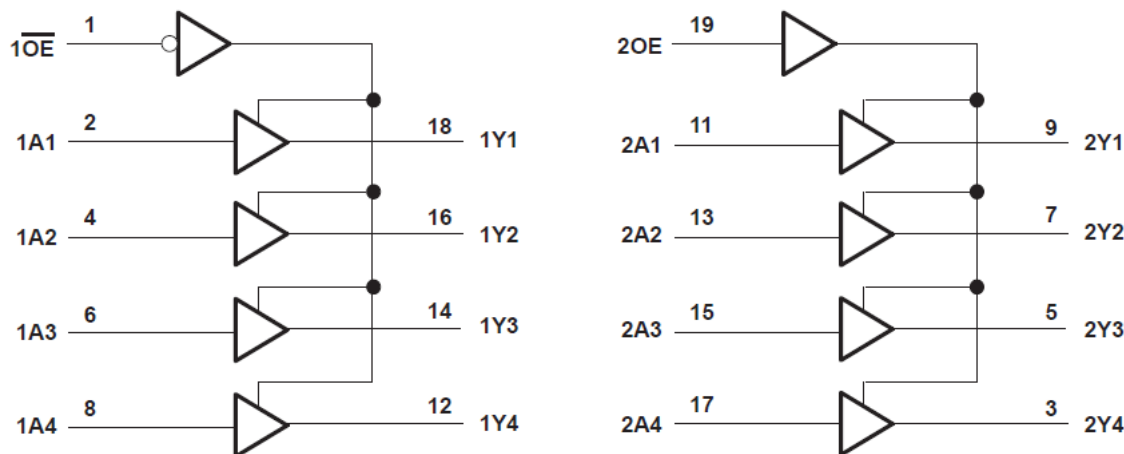 1O̅E̅ 1
1A1 2 18 1Y1
1A2 4 16 1Y2
1A3 6 14 1Y3
1A4 8 12 1Y4
2OE 19
2A1 11 9 2Y1
2A2 13 7 2Y2
2A3 15 5 2Y3
2A4 17 3 2Y4